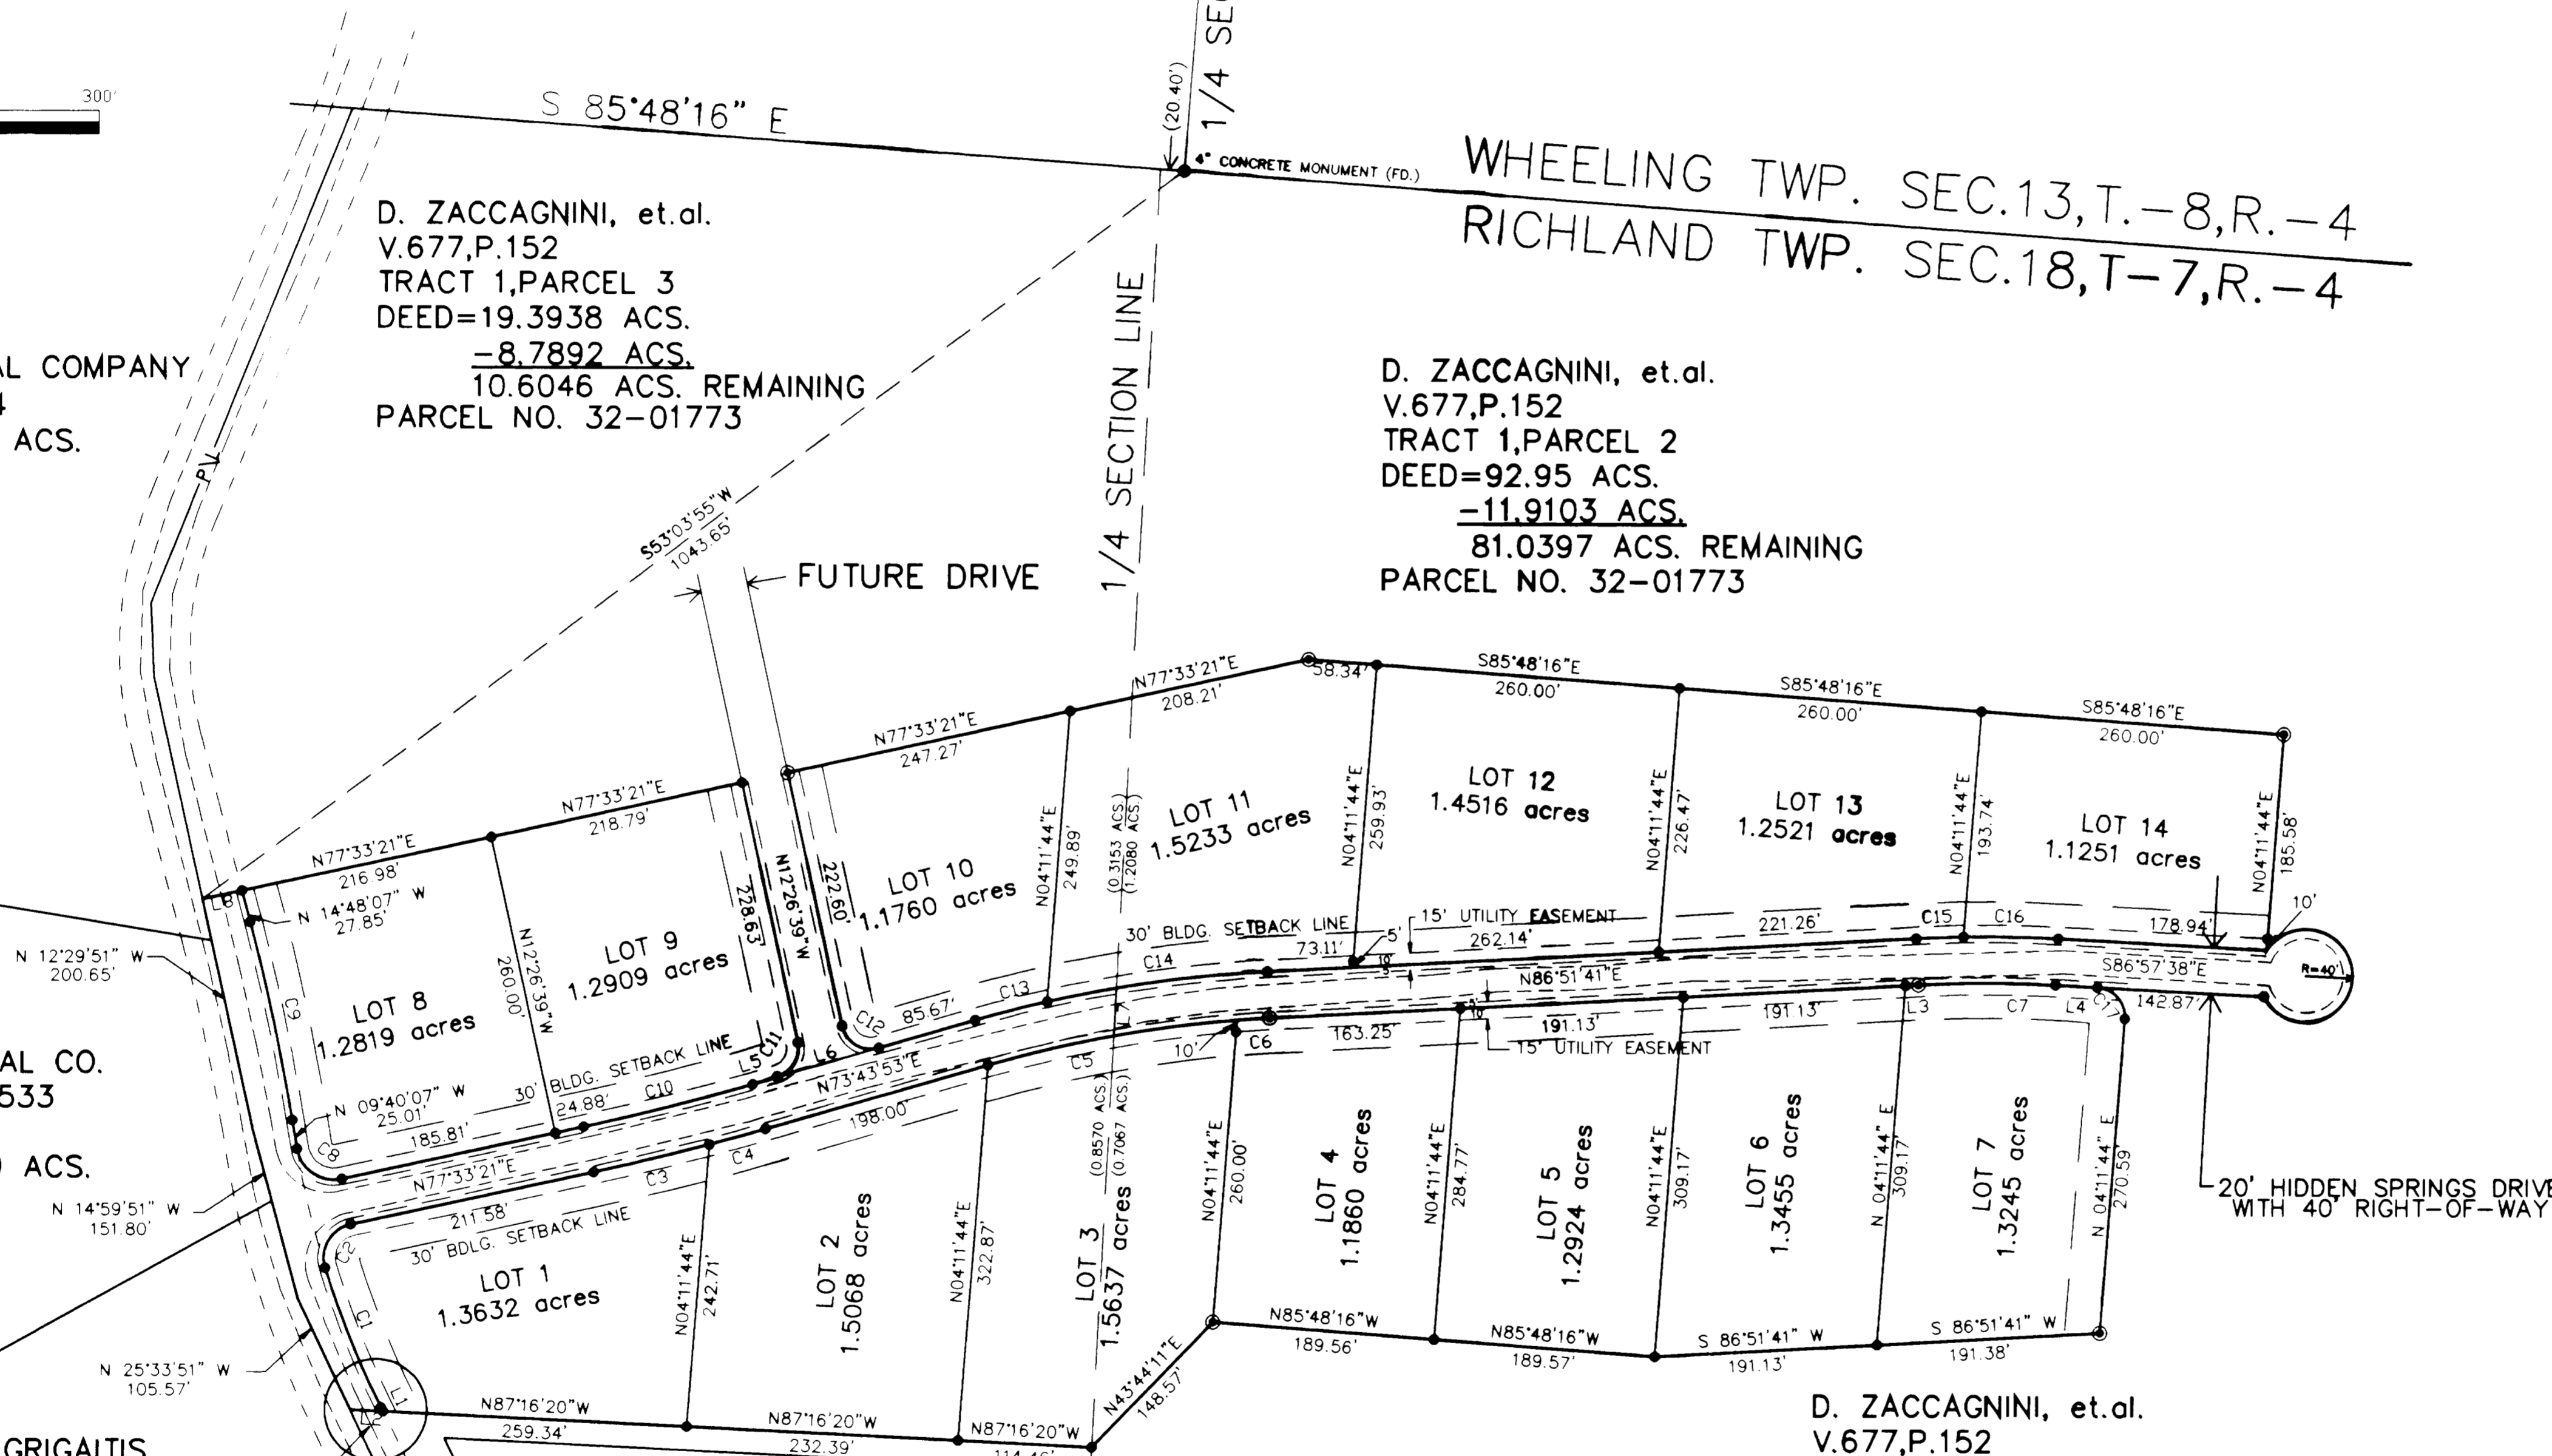 300'
S 85°48'16" E
(20.40')
1/4 SEC
4" CONCRETE MONUMENT (FD.)
WHEELING TWP. SEC.13,T.-8,R.-4
RICHLAND TWP. SEC.18,T-7,R.-4
D. ZACCAGNINI, et.al.
V.677,P.152
TRACT 1,PARCEL 3
DEED=19.3938 ACS.
-8.7892 ACS.
10.6046 ACS. REMAINING
PARCEL NO. 32-01773
AL COMPANY
4
ACS.
PV
1/4 SECTION LINE
D. ZACCAGNINI, et.al.
V.677,P.152
TRACT 1,PARCEL 2
DEED=92.95 ACS.
-11.9103 ACS.
81.0397 ACS. REMAINING
PARCEL NO. 32-01773
S53°03'55"W
1043.65'
FUTURE DRIVE
N77°33'21"E
208.21'
58.34'
S85°48'16"E
260.00'
S85°48'16"E
260.00'
S85°48'16"E
260.00'
N77°33'21"E
247.27'
N77°33'21"E
218.79'
N77°33'21"E
216.98'
L8
N 14°48'07" W
27.85'
N 12°29'51" W
200.65'
C9
LOT 8
1.2819 acres
N12°26'39"W
260.00'
LOT 9
1.2909 acres
228.63'
N12°26'39"W
222.60'
LOT 10
1.1760 acres
N04°11'44"E
249.89'
(0.3153 ACS.)
(1.2080 ACS.)
LOT 11
1.5233 acres
N04°11'44"E
259.93'
LOT 12
1.4516 acres
N04°11'44"E
226.47'
LOT 13
1.2521 acres
N04°11'44"E
193.74'
LOT 14
1.1251 acres
N04°11'44"E
185.58'
10'
30' BLDG. SETBACK LINE
15' UTILITY EASEMENT
5'
73.11'
262.14'
221.26'
C15
C16
178.94'
C14
C13
85.67'
C12
C11
L6
L5
10'
5'
N86°51'41"E
S86°57'38"E
R=40'
142.87'
N 09°40'07" W
25.01'
30' BLDG. SETBACK LINE
C10
24.88'
185.81'
C8
N77°33'21"E
N73°43'53"E
L7
C5
10'
C6
163.25'
191.13'
191.13'
L3
C7
L4
C17
10'
15' UTILITY EASEMENT
198.00'
C4
C3
211.58'
30' BDLG. SETBACK LINE
C2
C1
N 14°59'51" W
151.80'
N 25°33'51" W
105.57'
AL CO.
533
ACS.
LOT 1
1.3632 acres
N04°11'44"E
242.71'
LOT 2
1.5068 acres
N04°11'44"E
322.87'
(0.8570 ACS.)
(0.7067 ACS.)
LOT 3
1.5637 acres
N04°11'44"E
260.00'
LOT 4
1.1860 acres
N04°11'44"E
284.77'
LOT 5
1.2924 acres
N04°11'44"E
309.17'
LOT 6
1.3455 acres
N 04°11'44" E
309.17'
LOT 7
1.3245 acres
N 04°11'44" E
270.59'
20' HIDDEN SPRINGS DRIVE
WITH 40' RIGHT-OF-WAY
L1
N87°16'20"W
259.34'
N87°16'20"W
232.39'
N87°16'20"W
114.46'
N43°44'11"E
148.57'
N85°48'16"W
189.56'
N85°48'16"W
189.57'
S 86°51'41" W
191.13'
S 86°51'41" W
191.38'
GRIGAITIS
D. ZACCAGNINI, et.al.
V.677,P.152